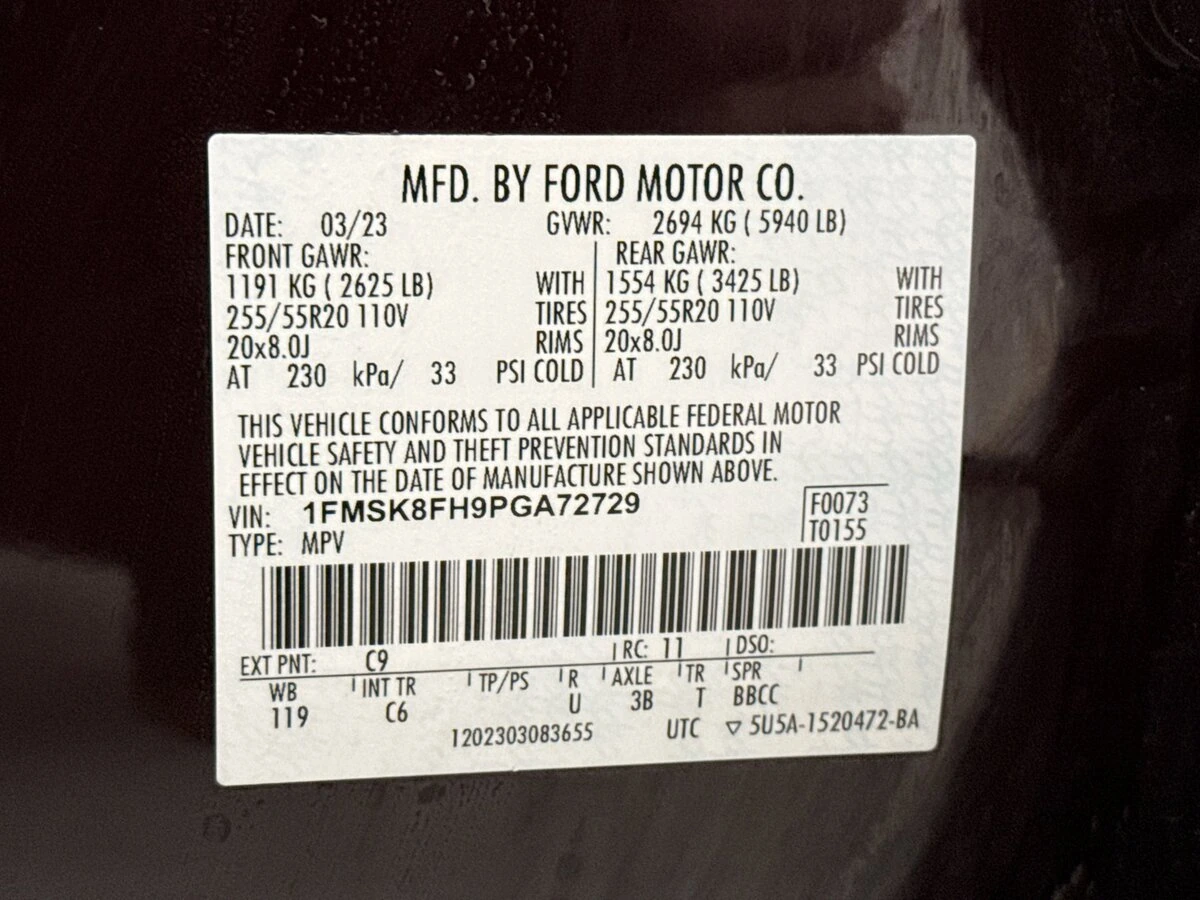 MFD. BY FORD MOTOR CO.
DATE: 03/23 GVWR: 2694 KG ( 5940 LB)
FRONT GAWR: REAR GAWR:
1191 KG ( 2625 LB) WITH 1554 KG ( 3425 LB) WITH
255/55R20 110V TIRES 255/55R20 110V TIRES
20x8.0J RIMS 20x8.0J RIMS
AT 230 kPa/ 33 PSI COLD AT 230 kPa/ 33 PSI COLD
THIS VEHICLE CONFORMS TO ALL APPLICABLE FEDERAL MOTOR
VEHICLE SAFETY AND THEFT PREVENTION STANDARDS IN
EFFECT ON THE DATE OF MANUFACTURE SHOWN ABOVE.
VIN: 1FMSK8FH9PGA72729 F0073
TYPE: MPV T0155
EXT PNT: C9 RC: 11 DSO:
WB INT TR TP/PS R AXLE TR SPR
119 C6 U 3B T BBCC
1202303083655 UTC ▽ 5U5A-1520472-BA